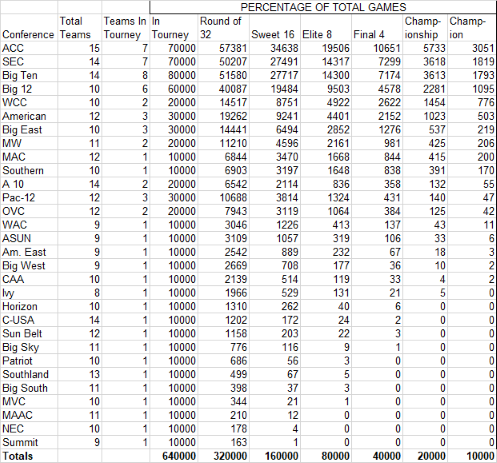 PERCENTAGE OF TOTAL GAMES
Total Teams In In Round of Champ- Champ-
Conference Teams Tourney Tourney 32 Sweet 16 Elite 8 Final 4 ionship ion
ACC 15 7 70000 57381 34638 19506 10651 5733 3051
SEC 14 7 70000 50207 27491 14317 7299 3618 1819
Big Ten 14 8 80000 51580 27717 14300 7174 3613 1793
Big 12 10 6 60000 40087 19484 9503 4578 2281 1095
WCC 10 2 20000 14517 8751 4922 2622 1454 776
American 12 3 30000 19262 9241 4401 2152 1023 503
Big East 10 3 30000 14441 6494 2852 1276 537 219
MW 11 2 20000 11210 4596 2161 981 425 206
MAC 12 1 10000 6844 3470 1668 844 415 200
Southern 10 1 10000 6903 3197 1648 838 391 170
A 10 14 2 20000 6542 2114 836 358 132 55
Pac-12 12 3 30000 10688 3814 1324 431 140 47
OVC 12 2 20000 7943 3119 1064 384 125 42
WAC 9 1 10000 3046 1226 413 137 43 11
ASUN 9 1 10000 3109 1057 319 106 33 6
Am. East 9 1 10000 2542 889 232 67 18 3
Big West 9 1 10000 2669 708 177 36 10 2
CAA 10 1 10000 2139 514 119 33 4 2
Ivy 8 1 10000 1966 529 131 21 5 0
Horizon 10 1 10000 1310 262 40 6 0 0
C-USA 14 1 10000 1202 172 24 2 0 0
Sun Belt 12 1 10000 1158 203 22 3 0 0
Big Sky 11 1 10000 776 116 9 1 0 0
Patriot 10 1 10000 686 56 3 0 0 0
Southland 13 1 10000 499 67 5 0 0 0
Big South 11 1 10000 398 37 3 0 0 0
MVC 10 1 10000 344 21 1 0 0 0
MAAC 11 1 10000 210 12 0 0 0 0
NEC 10 1 10000 178 4 0 0 0 0
Summit 9 1 10000 163 1 0 0 0 0
Totals 640000 320000 160000 80000 40000 20000 10000